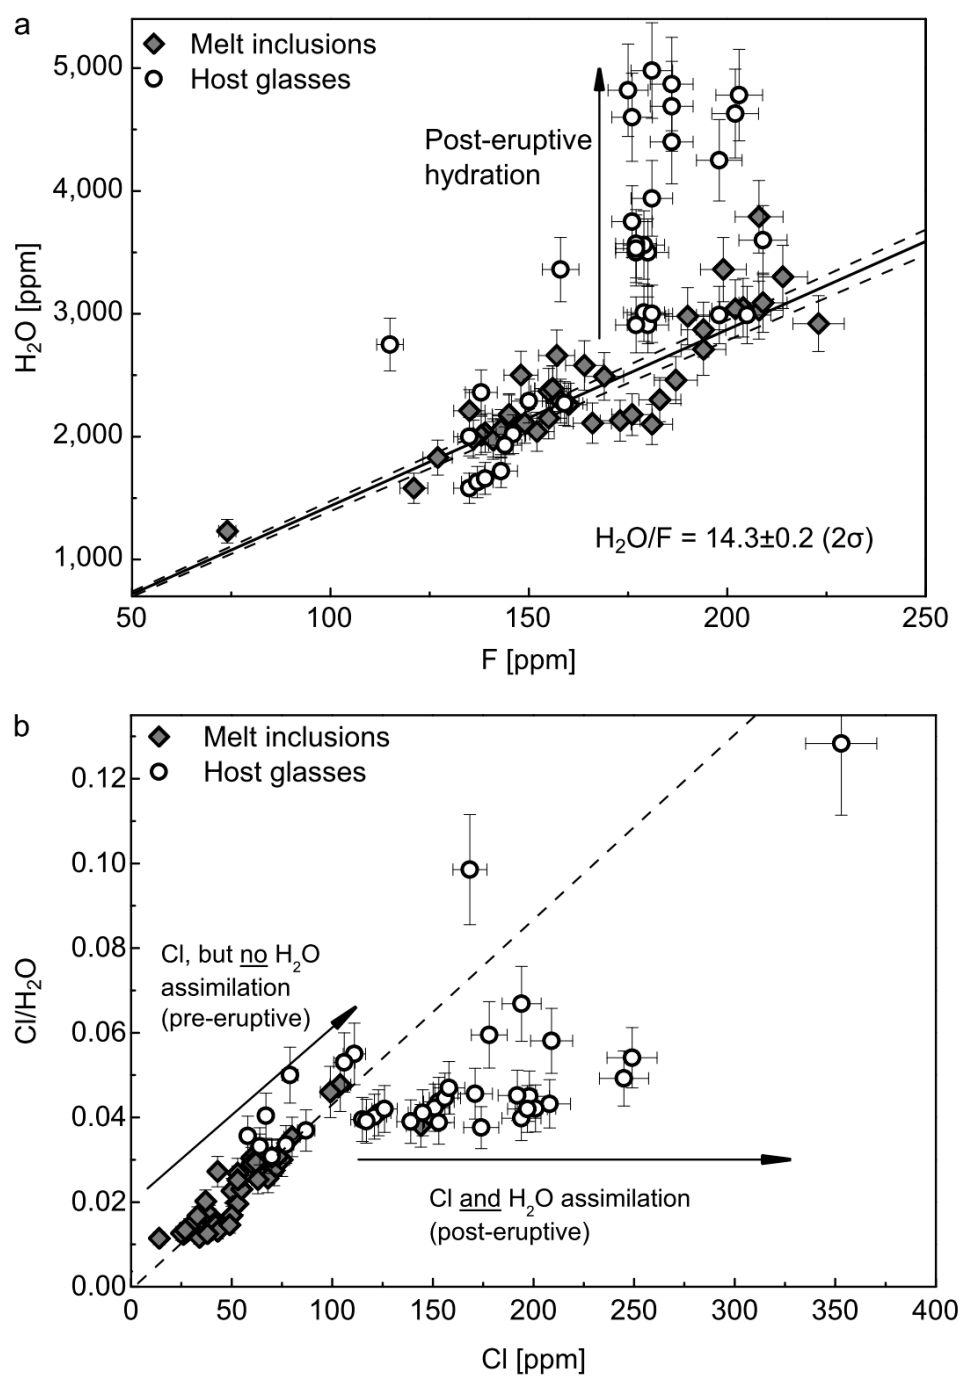 a
Melt inclusions
Host glasses
5,000
4,000
3,000
2,000
1,000
H₂O [ppm]
Post-eruptive
hydration
H₂O/F = 14.3±0.2 (2σ)
50
100
150
200
250
F [ppm]
b
Melt inclusions
Host glasses
0.12
0.10
0.08
0.06
0.04
0.02
0.00
Cl/H₂O
Cl, but no H₂O
assimilation
(pre-eruptive)
Cl and H₂O assimilation
(post-eruptive)
0
50
100
150
200
250
300
350
400
Cl [ppm]